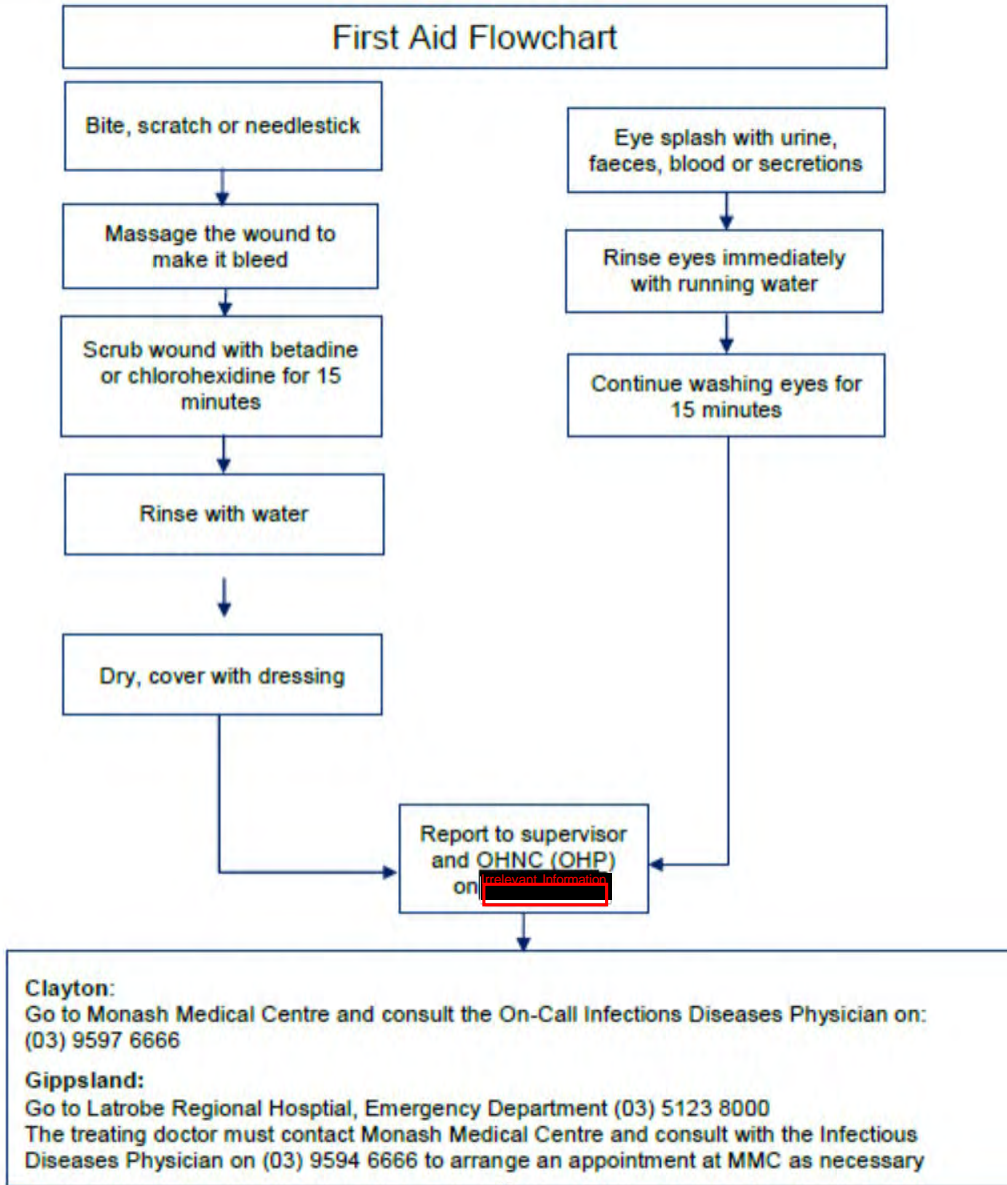 First Aid Flowchart
Bite, scratch or needlestick
Massage the wound to
make it bleed
Scrub wound with betadine
or chlorohexidine for 15
minutes
Rinse with water
Dry, cover with dressing
Eye splash with urine,
faeces, blood or secretions
Rinse eyes immediately
with running water
Continue washing eyes for
15 minutes
Report to supervisor
and OHNC (OHP)
on
Irrelevant Information
Clayton:
Go to Monash Medical Centre and consult the On-Call Infections Diseases Physician on:
(03) 9597 6666
Gippsland:
Go to Latrobe Regional Hosptial, Emergency Department (03) 5123 8000
The treating doctor must contact Monash Medical Centre and consult with the Infectious
Diseases Physician on (03) 9594 6666 to arrange an appointment at MMC as necessary